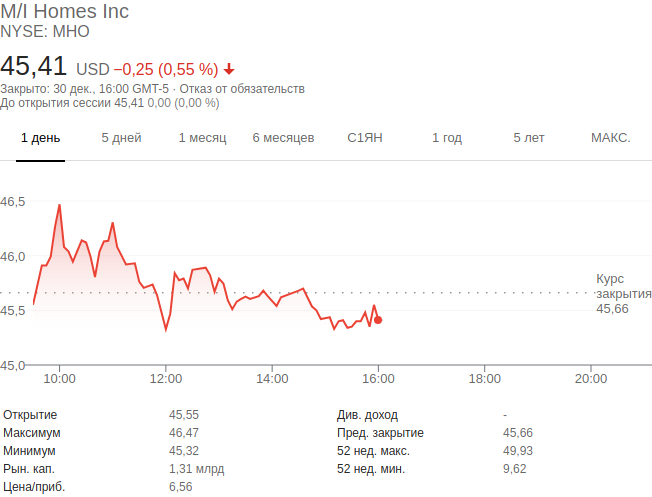 M/I Homes Inc
NYSE: MHO
45,41 USD −0,25 (0,55 %)
Закрыто: 30 дек., 16:00 GMT-5 · Отказ от обязательств
До открытия сессии 45,41 0,00 (0,00 %)
1 день 5 дней 1 месяц 6 месяцев С1ЯН 1 год 5 лет МАКС.
46,5
46,0
Курс
закрытия
45,66
45,5
45,0
10:00 12:00 14:00 16:00 18:00 20:00
Открытие 45,55 Див. доход -
Максимум 46,47 Пред. закрытие 45,66
Минимум 45,32 52 нед. макс. 49,93
Рын. кап. 1,31 млрд 52 нед. мин. 9,62
Цена/приб. 6,56